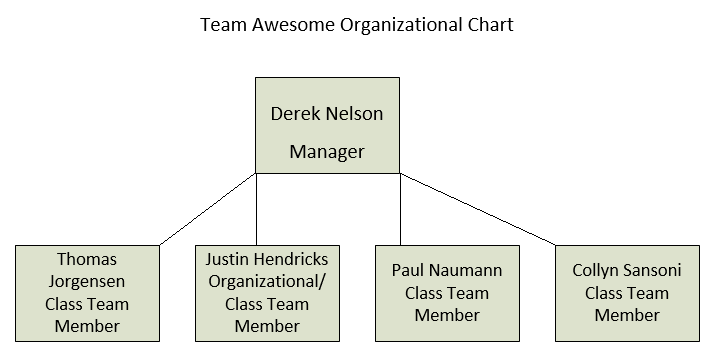 Team Awesome Organizational Chart
Derek Nelson
Manager
Thomas
Jorgensen
Class Team
Member
Justin Hendricks
Organizational/
Class Team
Member
Paul Naumann
Class Team
Member
Collyn Sansoni
Class Team
Member